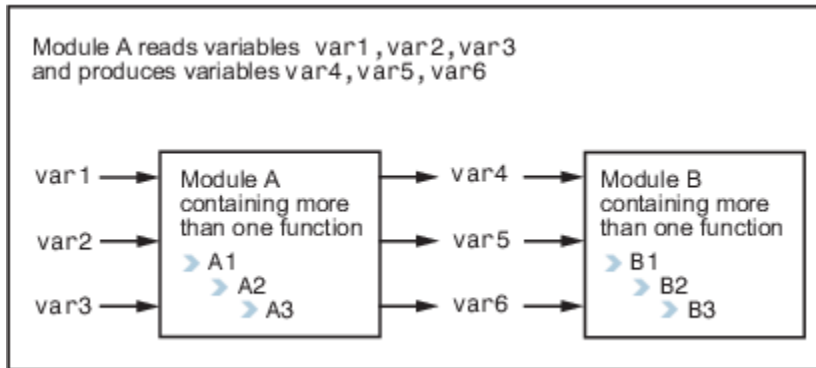 Module A reads variables var1,var2,var3
and produces variables var4,var5,var6
var1
var2
var3
Module A
containing more
than one function
A1
A2
A3
var4
var5
var6
Module B
containing more
than one function
B1
B2
B3